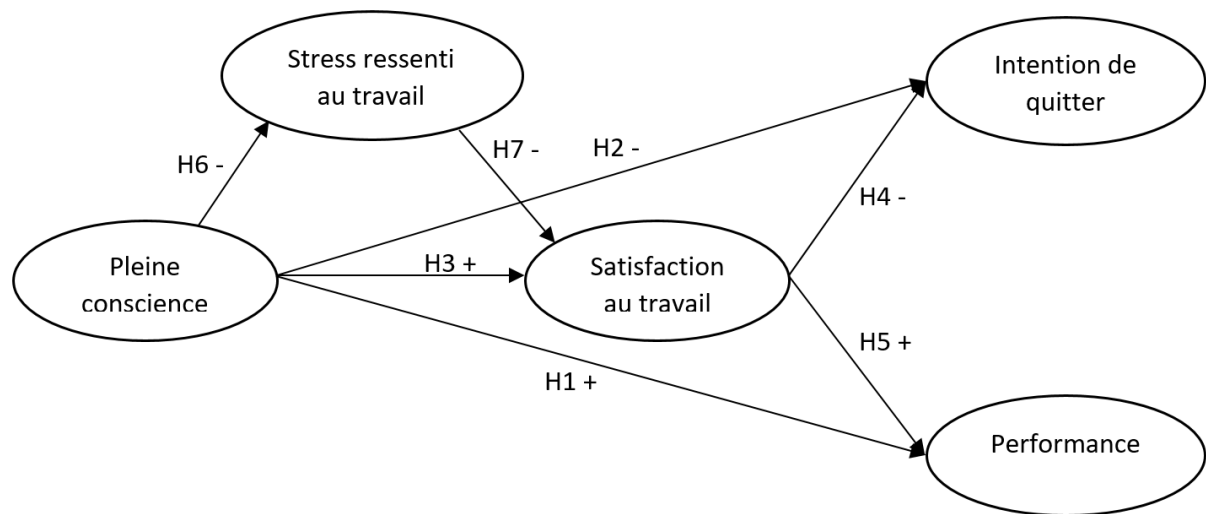 Stress ressenti
au travail
Intention de
quitter
H6 -
H7 -
H2 -
H4 -
Pleine
conscience
H3 +
Satisfaction
au travail
H1 +
H5 +
Performance